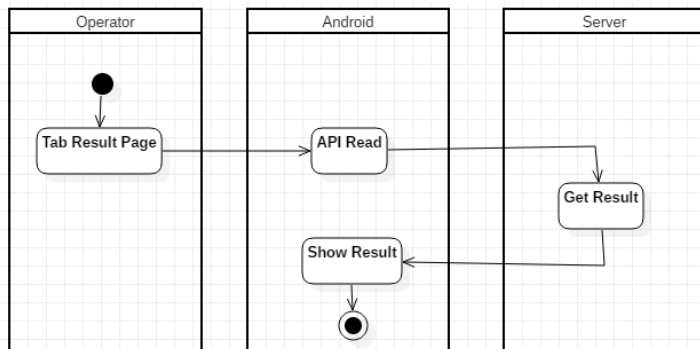 Operator
Android
Server
Tab Result Page
API Read
Get Result
Show Result